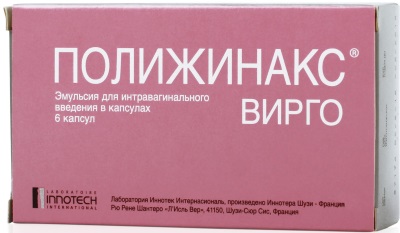 ПОЛИЖИНАКС®
ВИРГО
Эмульсия для интравагинального
введения в капсулах
6 капсул
LABORATOIRE
INNOTECH
INTERNATIONAL
Лаборатория Иннотек Интернасиональ, произведено Иннотера Шузи - Франция
Рю Рене Шантеро "Л'Исль Вер", 41150, Шузи-Сюр Сис, Франция